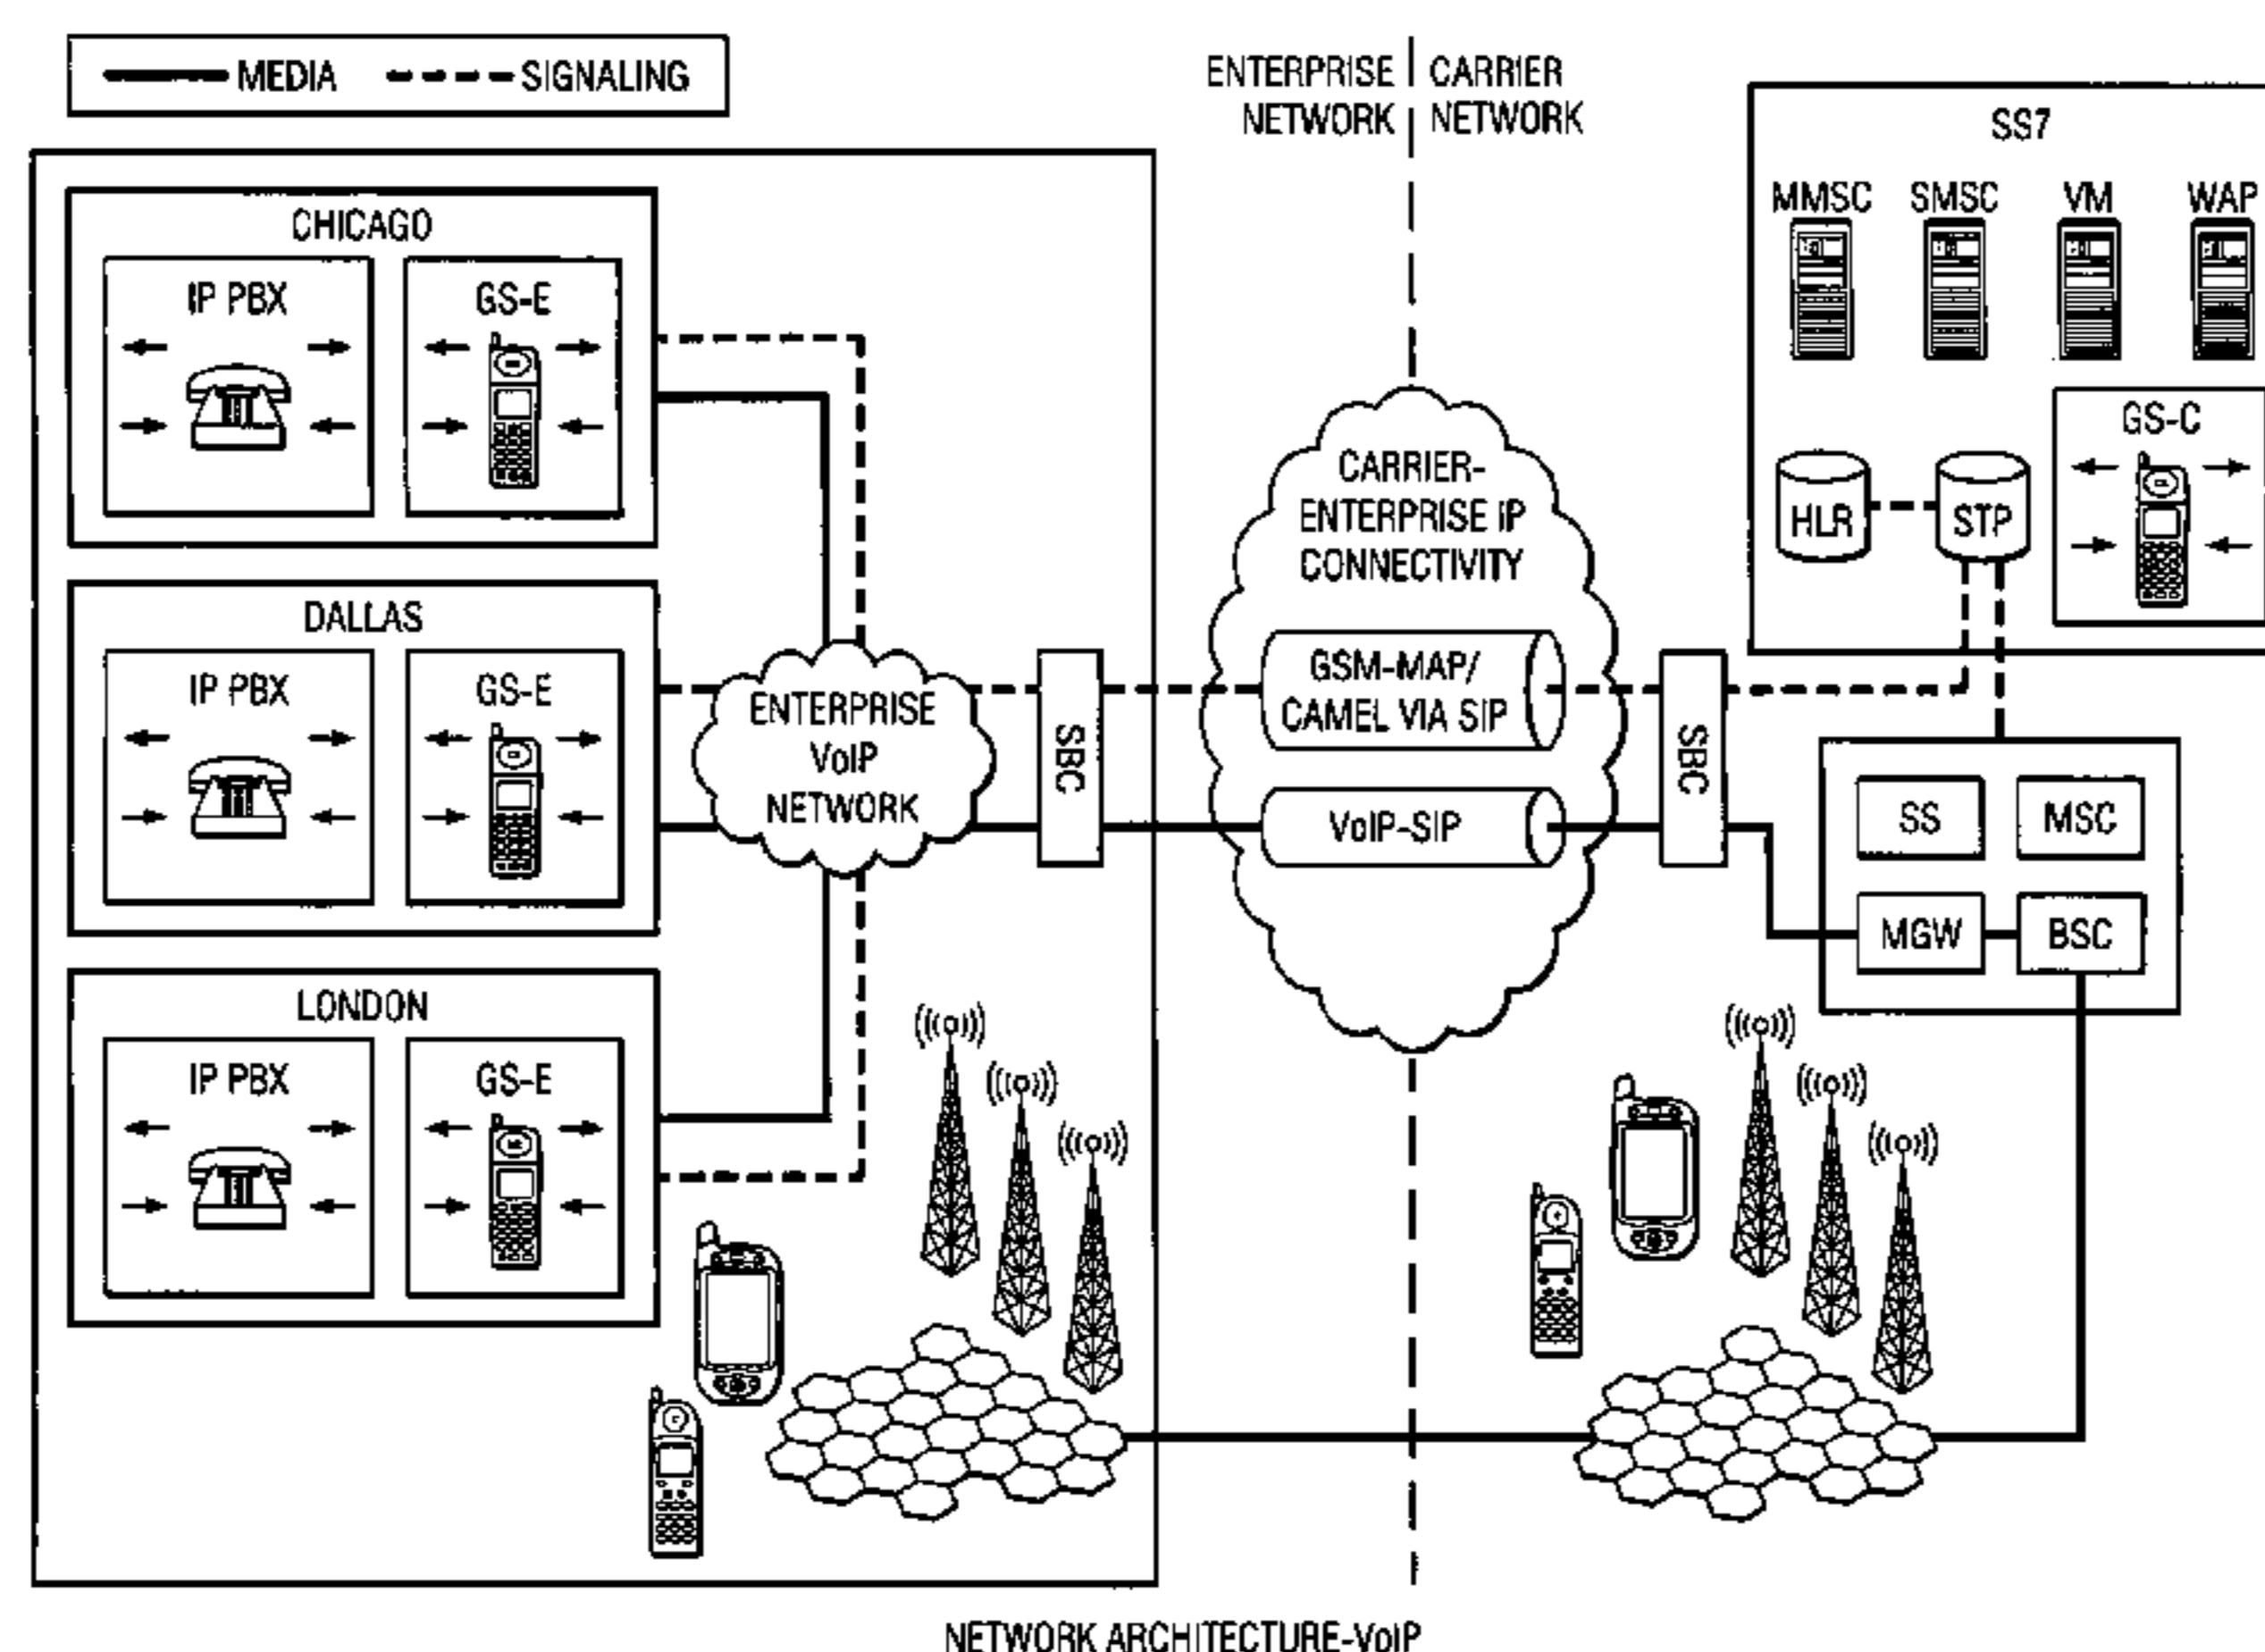 MEDIA SIGNALING
ENTERPRISE CARRIER
NETWORK NETWORK
SS7
MMSC SMSC VM WAP
CHICAGO
IP PBX GS-E
GS-C
HLR STP
CARRIER-
ENTERPRISE IP
CONNECTIVITY
DALLAS
IP PBX GS-E
ENTERPRISE
VoIP
NETWORK
SBC
GSM-MAP/
CAMEL VIA SIP
VoIP-SIP
SBC
SS MSC
MGW BSC
LONDON
IP PBX GS-E
NETWORK ARCHITECTURE-VoIP